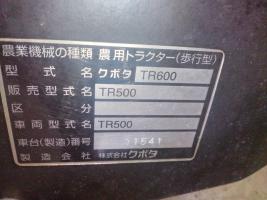 農業機械の種類 農用トラクター(歩行型)
型式名 クボタ TR600
販売型式名 TR500
区分
車両型式名 TR500
車台(製造)番号 1541
製造会社 株式会社クボタ